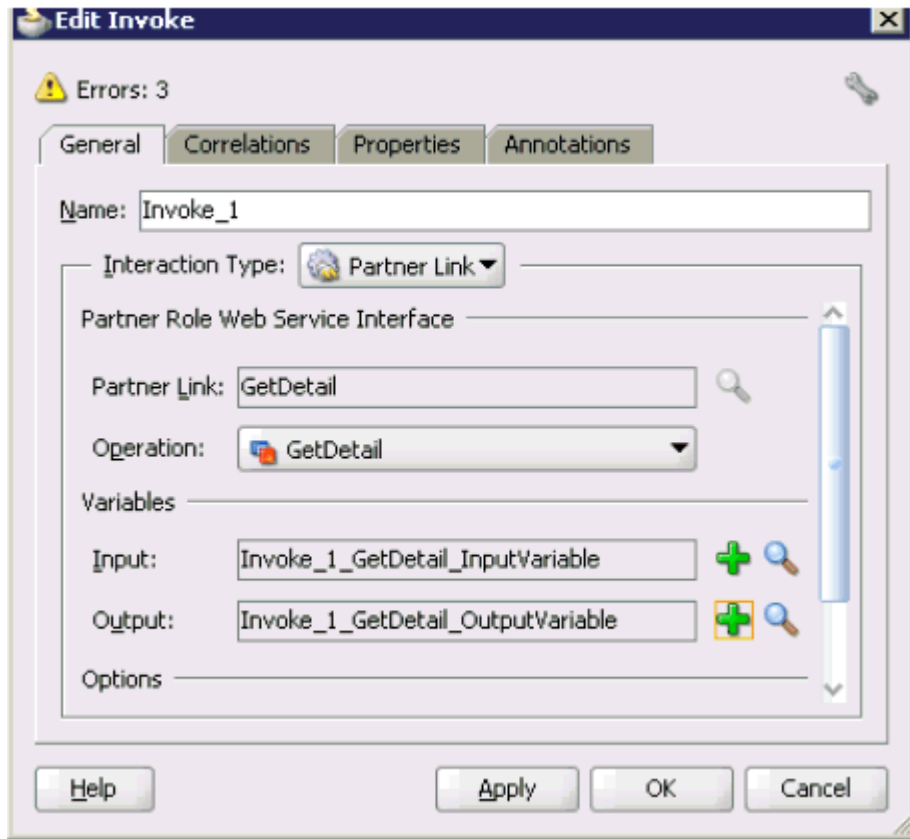 Edit Invoke
Errors: 3
General Correlations Properties Annotations
Name: Invoke_1
Interaction Type: Partner Link
Partner Role Web Service Interface
Partner Link: GetDetail
Operation: GetDetail
Variables
Input: Invoke_1_GetDetail_InputVariable
Output: Invoke_1_GetDetail_OutputVariable
Options
Help Apply OK Cancel